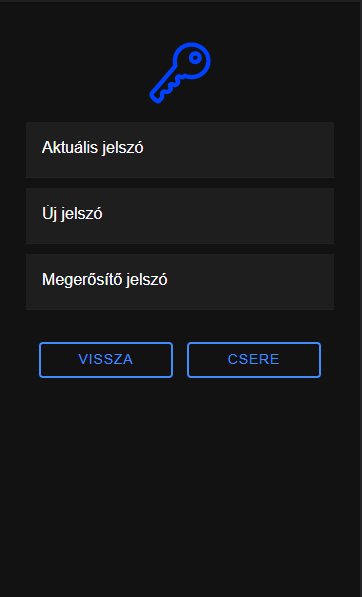 Aktuális jelszó
Új jelszó
Megerősítő jelszó
VISSZA CSERE